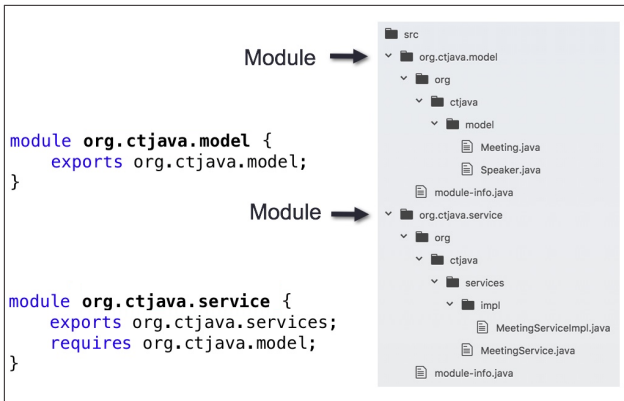 Module
module org.ctjava.model {
exports org.ctjava.model;
}
Module
module org.ctjava.service {
exports org.ctjava.services;
requires org.ctjava.model;
}
src
org.ctjava.model
org
ctjava
model
Meeting.java
Speaker.java
module-info.java
org.ctjava.service
org
ctjava
services
impl
MeetingServiceImpl.java
MeetingService.java
module-info.java